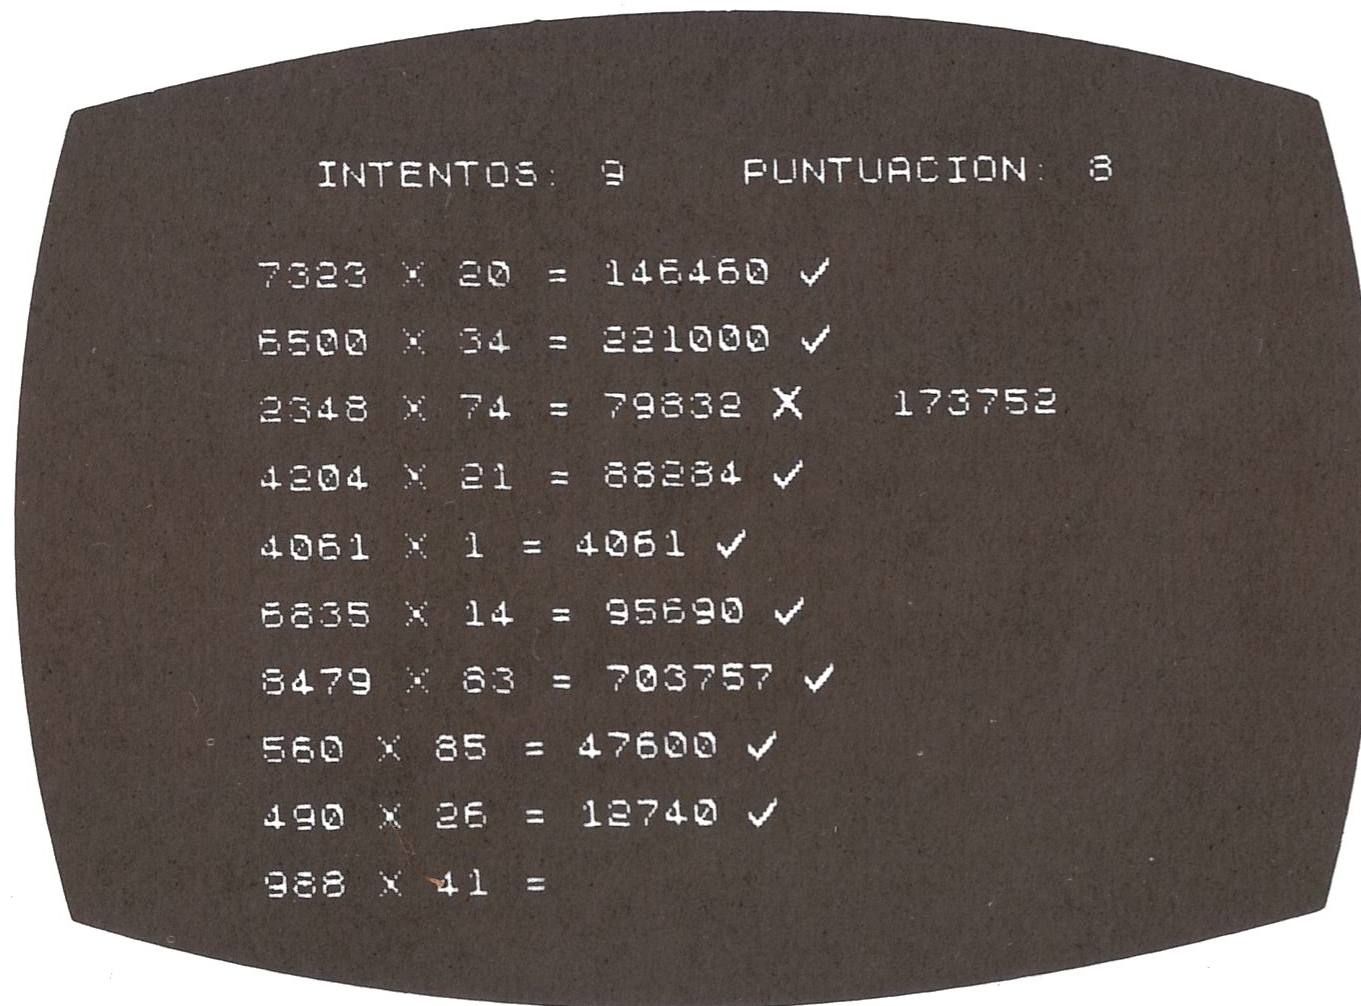 INTENTOS: 9 PUNTUACION: 8
7323 × 20 = 146460 ✓
6500 × 34 = 221000 ✓
2348 × 74 = 79832 X 173752
4204 × 21 = 88284 ✓
4061 × 1 = 4061 ✓
6835 × 14 = 95690 ✓
8479 × 83 = 703757 ✓
560 × 85 = 47600 ✓
490 × 26 = 12740 ✓
988 × 41 =